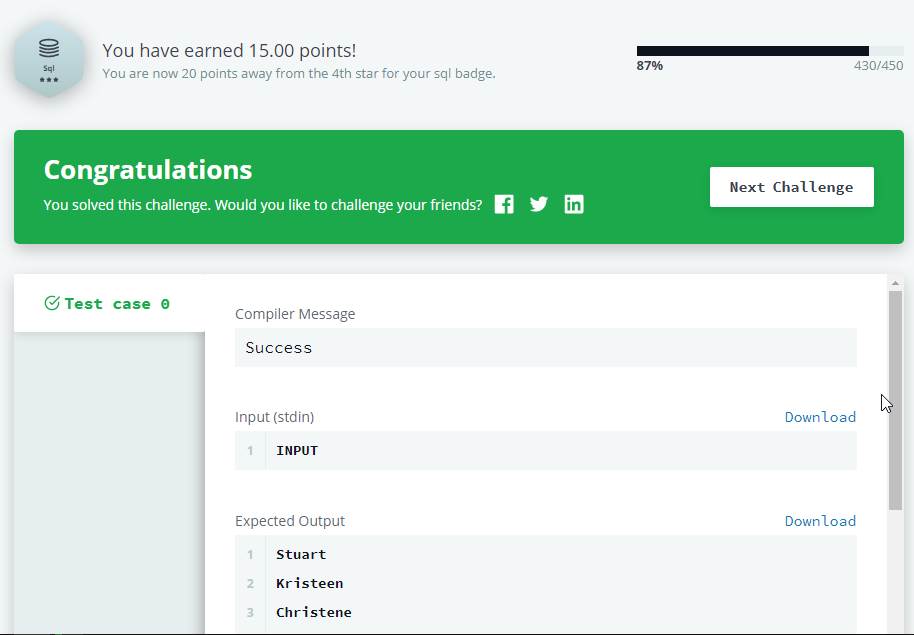 Sql
You have earned 15.00 points!
You are now 20 points away from the 4th star for your sql badge.
87%
430/450
Congratulations
You solved this challenge. Would you like to challenge your friends?
Next Challenge
Test case 0
Compiler Message
Success
Input (stdin)
Download
1 INPUT
Expected Output
Download
1 Stuart
2 Kristeen
3 Christene